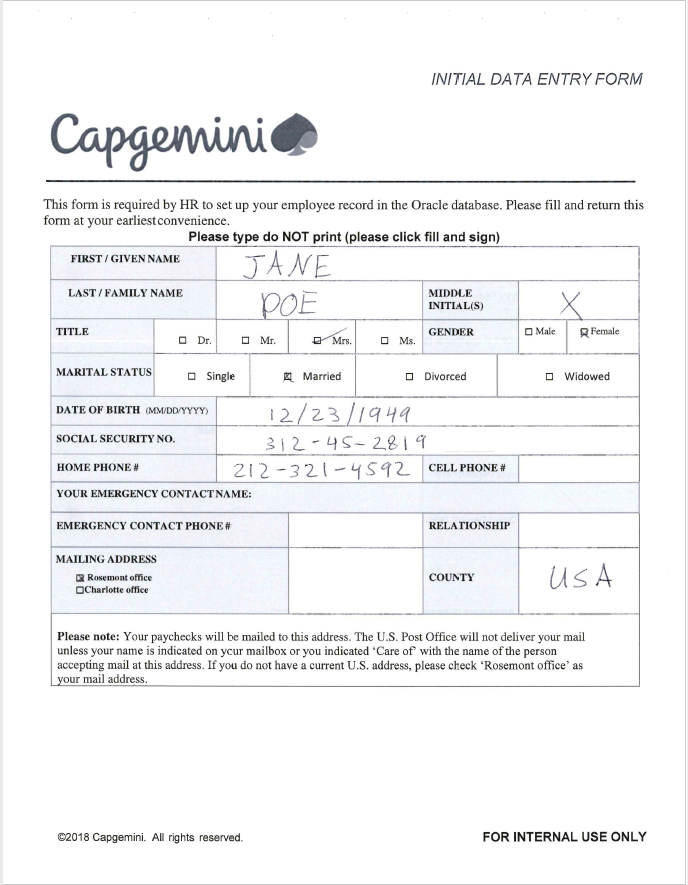 INITIAL DATA ENTRY FORM
Capgemini
This form is required by HR to set up your employee record in the Oracle database. Please fill and return this
form at your earliest convenience.
Please type do NOT print (please click fill and sign)
FIRST / GIVEN NAME JANE
LAST / FAMILY NAME POE MIDDLE INITIAL(S) X
TITLE ☐ Dr. ☐ Mr. ☑ Mrs. ☐ Ms. GENDER ☐ Male ☒ Female
MARITAL STATUS ☐ Single ☒ Married ☐ Divorced ☐ Widowed
DATE OF BIRTH (MM/DD/YYYY) 12/23/1949
SOCIAL SECURITY NO. 312-45-2819
HOME PHONE # 212-321-4592 CELL PHONE #
YOUR EMERGENCY CONTACT NAME:
EMERGENCY CONTACT PHONE # RELATIONSHIP
MAILING ADDRESS
☒ Rosemont office
☐ Charlotte office
COUNTY USA
Please note: Your paychecks will be mailed to this address. The U.S. Post Office will not deliver your mail
unless your name is indicated on your mailbox or you indicated ‘Care of’ with the name of the person
accepting mail at this address. If you do not have a current U.S. address, please check ‘Rosemont office’ as
your mail address.
©2018 Capgemini. All rights reserved. FOR INTERNAL USE ONLY